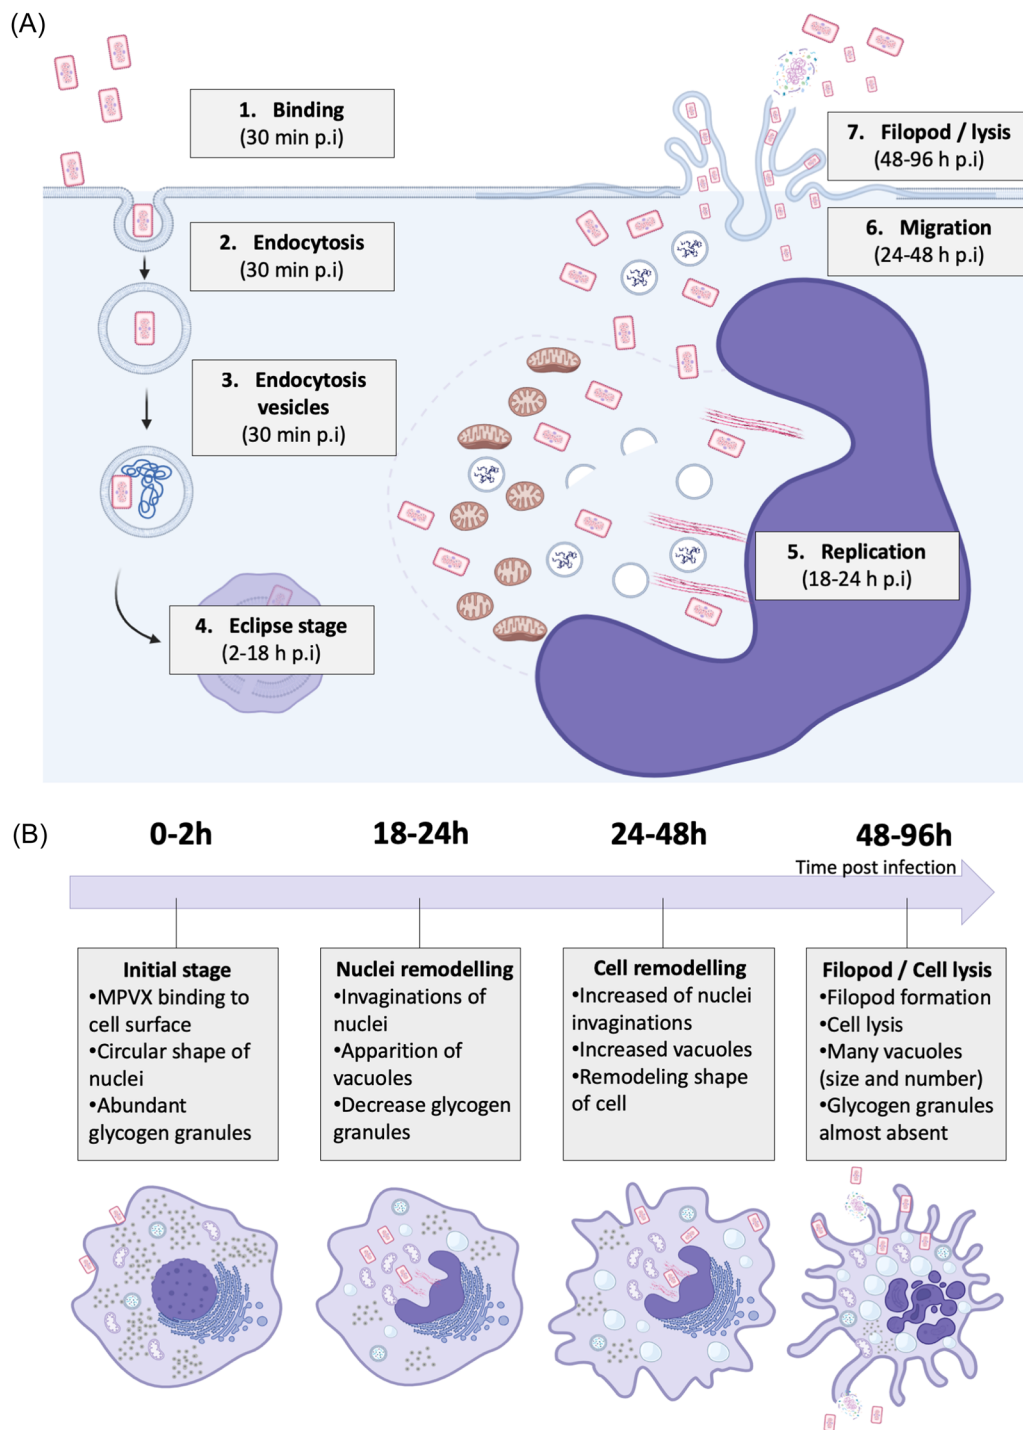 (A)
1. Binding
(30 min p.i)
2. Endocytosis
(30 min p.i)
3. Endocytosis
vesicles
(30 min p.i)
4. Eclipse stage
(2-18 h p.i)
5. Replication
(18-24 h p.i)
7. Filopod / lysis
(48-96 h p.i)
6. Migration
(24-48 h p.i)
(B)
0-2h
18-24h
24-48h
48-96h
Time post infection
Initial stage
•MPVX binding to
cell surface
•Circular shape of
nuclei
•Abundant
glycogen granules
Nuclei remodelling
•Invaginations of
nuclei
•Apparition of
vacuoles
•Decrease glycogen
granules
Cell remodelling
•Increased of nuclei
invaginations
•Increased vacuoles
•Remodeling shape
of cell
Filopod / Cell lysis
•Filopod formation
•Cell lysis
•Many vacuoles
(size and number)
•Glycogen granules
almost absent